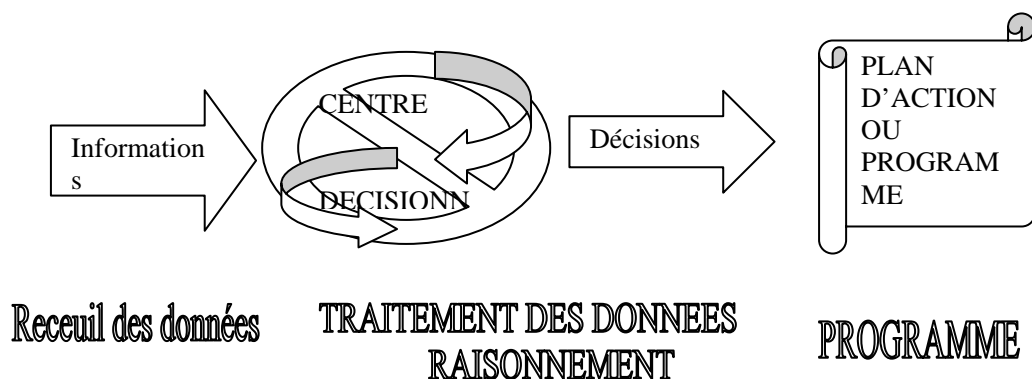 Information
s
CENTRE
DECISIONN
Décisions
PLAN
D’ACTION
OU
PROGRAM
ME
Receuil des données
TRAITEMENT DES DONNEES
RAISONNEMENT
PROGRAMME